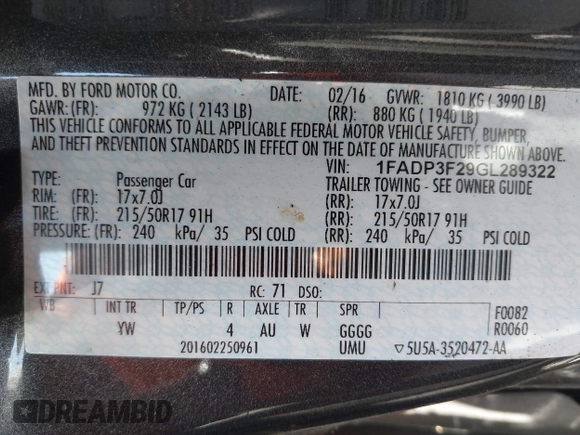 MFD. BY FORD MOTOR CO. DATE: 02/16 GVWR: 1810 KG ( 3990 LB)
GAWR: (FR): 972 KG ( 2143 LB) (RR): 880 KG ( 1940 LB)
THIS VEHICLE CONFORMS TO ALL APPLICABLE FEDERAL MOTOR VEHICLE SAFETY, BUMPER,
AND THEFT PREVENTION STANDARDS IN EFFECT ON THE DATE OF MANUFACTURE SHOWN ABOVE.
VIN: 1FADP3F29GL289322
TYPE: Passenger Car TRAILER TOWING - SEE OWNER GUIDE
RIM: (FR): 17x7.0J (RR): 17x7.0J
TIRE: (FR): 215/50R17 91H (RR): 215/50R17 91H
PRESSURE: (FR): 240 kPa/ 35 PSI COLD (RR): 240 kPa/ 35 PSI COLD
EXT PNT: J7 RC: 71 DSO:
WB INT TR TP/PS R AXLE TR SPR F0082
YW 4 AU W GGGG R0060
201602250961 UMU ▽5U5A-3520472-AA
DREAMBID